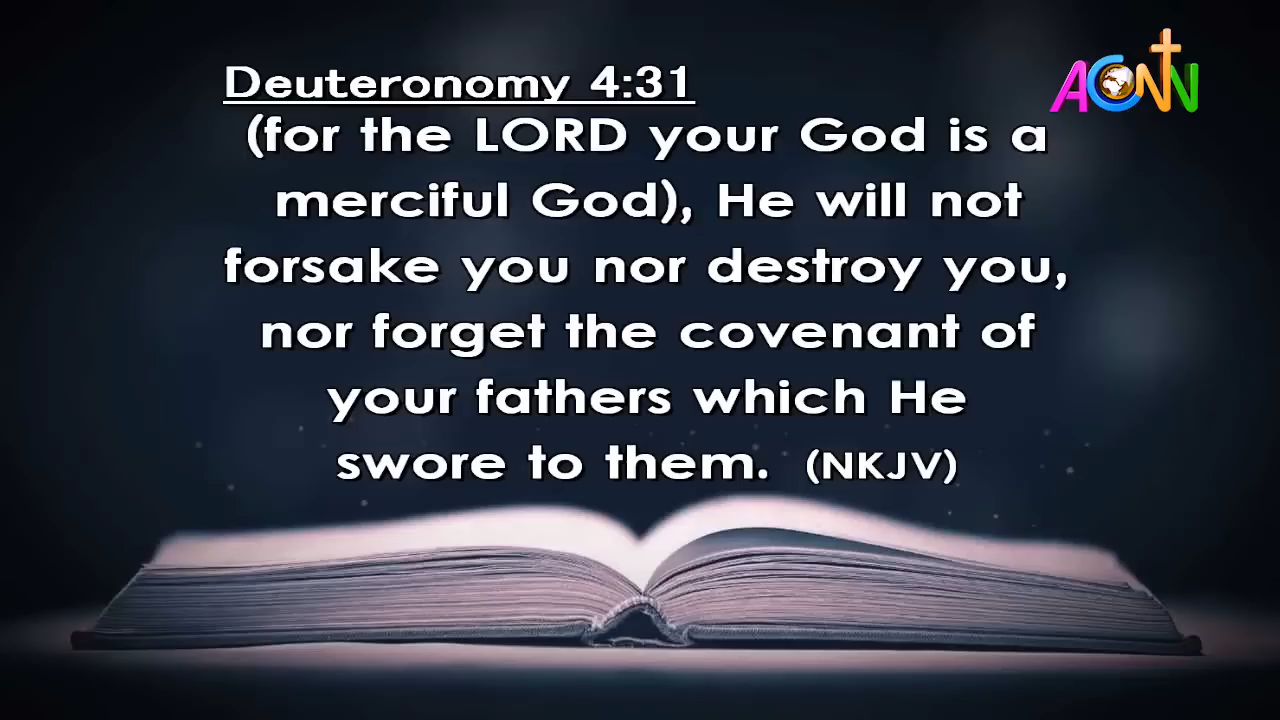 Deuteronomy 4:31
ACNN
(for the LORD your God is a
merciful God), He will not
forsake you nor destroy you,
nor forget the covenant of
your fathers which He
swore to them. (NKJV)